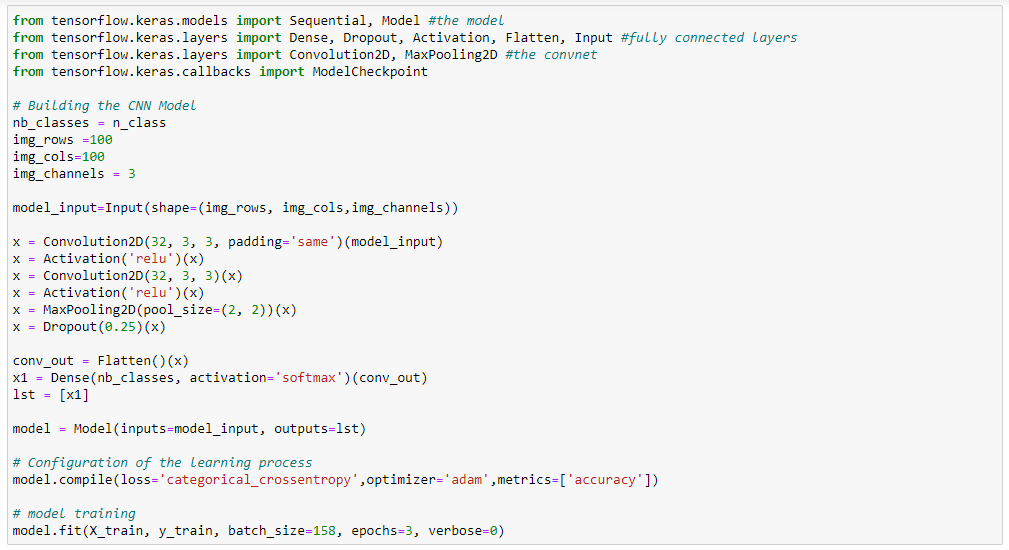 from tensorflow.keras.models import Sequential, Model #the model
from tensorflow.keras.layers import Dense, Dropout, Activation, Flatten, Input #fully connected layers
from tensorflow.keras.layers import Convolution2D, MaxPooling2D #the convnet
from tensorflow.keras.callbacks import ModelCheckpoint

# Building the CNN Model
nb_classes = n_class
img_rows =100
img_cols=100
img_channels = 3

model_input=Input(shape=(img_rows, img_cols,img_channels))

x = Convolution2D(32, 3, 3, padding='same')(model_input)
x = Activation('relu')(x)
x = Convolution2D(32, 3, 3)(x)
x = Activation('relu')(x)
x = MaxPooling2D(pool_size=(2, 2))(x)
x = Dropout(0.25)(x)

conv_out = Flatten()(x)
x1 = Dense(nb_classes, activation='softmax')(conv_out)
lst = [x1]

model = Model(inputs=model_input, outputs=lst)

# Configuration of the learning process
model.compile(loss='categorical_crossentropy',optimizer='adam',metrics=['accuracy'])

# model training
model.fit(X_train, y_train, batch_size=158, epochs=3, verbose=0)